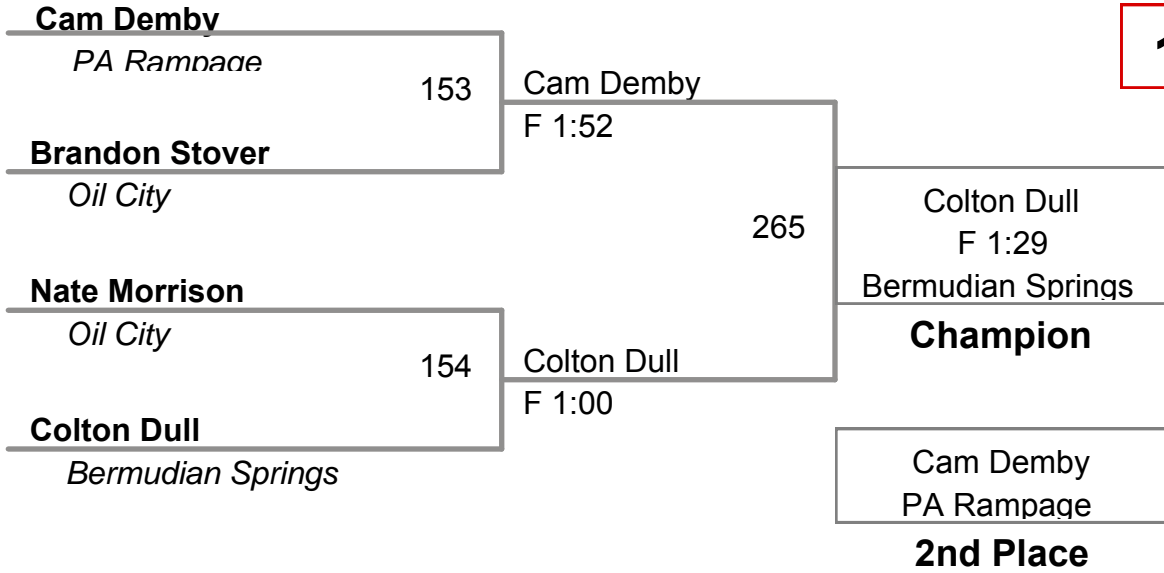 Cam Demby
PA Rampage
153
Cam Demby
F 1:52
Brandon Stover
Oil City
265
Colton Dull
F 1:29
Bermudian Springs
Champion
Nate Morrison
Oil City
154
Colton Dull
F 1:00
Colton Dull
Bermudian Springs
Cam Demby
PA Rampage
2nd Place